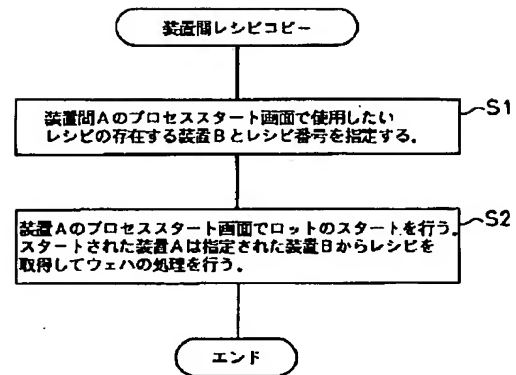 装置間レシピコピー
装置間Aのプロセススタート画面で使用したい
レシピの存在する装置Bとレシピ番号を指定する。
S1
装置Aのプロセススタート画面でロットのスタートを行う。
スタートされた装置Aは指定された装置Bからレシピを
取得してウェハの処理を行う。
S2
エンド